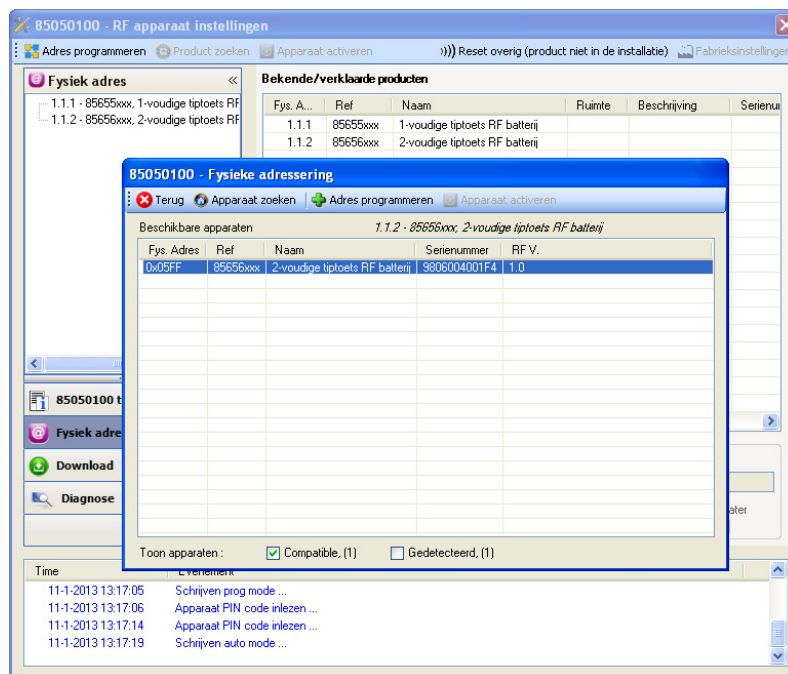 85050100 - RF apparaat instellingen
Adres programmeren Product zoeken Apparaat activeren Reset overig (product niet in de installatie) Fabrieksinstellingen
Fysiek adres
1.1.1 - 85655xxx, 1-voudige tiptoets RF
1.1.2 - 85656xxx, 2-voudige tiptoets RF
Bekende/verklaarde producten
Fys. A... Ref Naam Ruimte Beschrijving Serienu
1.1.1 85655xxx 1-voudige tiptoets RF batterij
1.1.2 85656xxx 2-voudige tiptoets RF batterij
85050100 - Fysieke adressering
Terug Apparaat zoeken Adres programmeren Apparaat activeren
Beschikbare apparaten 1.1.2 - 85656xxx, 2-voudige tiptoets RF batterij
Fys. Adres Ref Naam Serienummer RF V.
0x05FF 85656xxx 2-voudige tiptoets RF batterij 9806004001F4 1.0
Toon apparaten : Compatible, (1) Gedetecteerd, (1)
85050100 t
Fysiek adre
Download
Diagnose
ater
Time Evenement
11-1-2013 13:17:05 Schrijven prog mode ...
11-1-2013 13:17:06 Apparaat PIN code inlezen ...
11-1-2013 13:17:14 Apparaat PIN code inlezen ...
11-1-2013 13:17:19 Schrijven auto mode ...